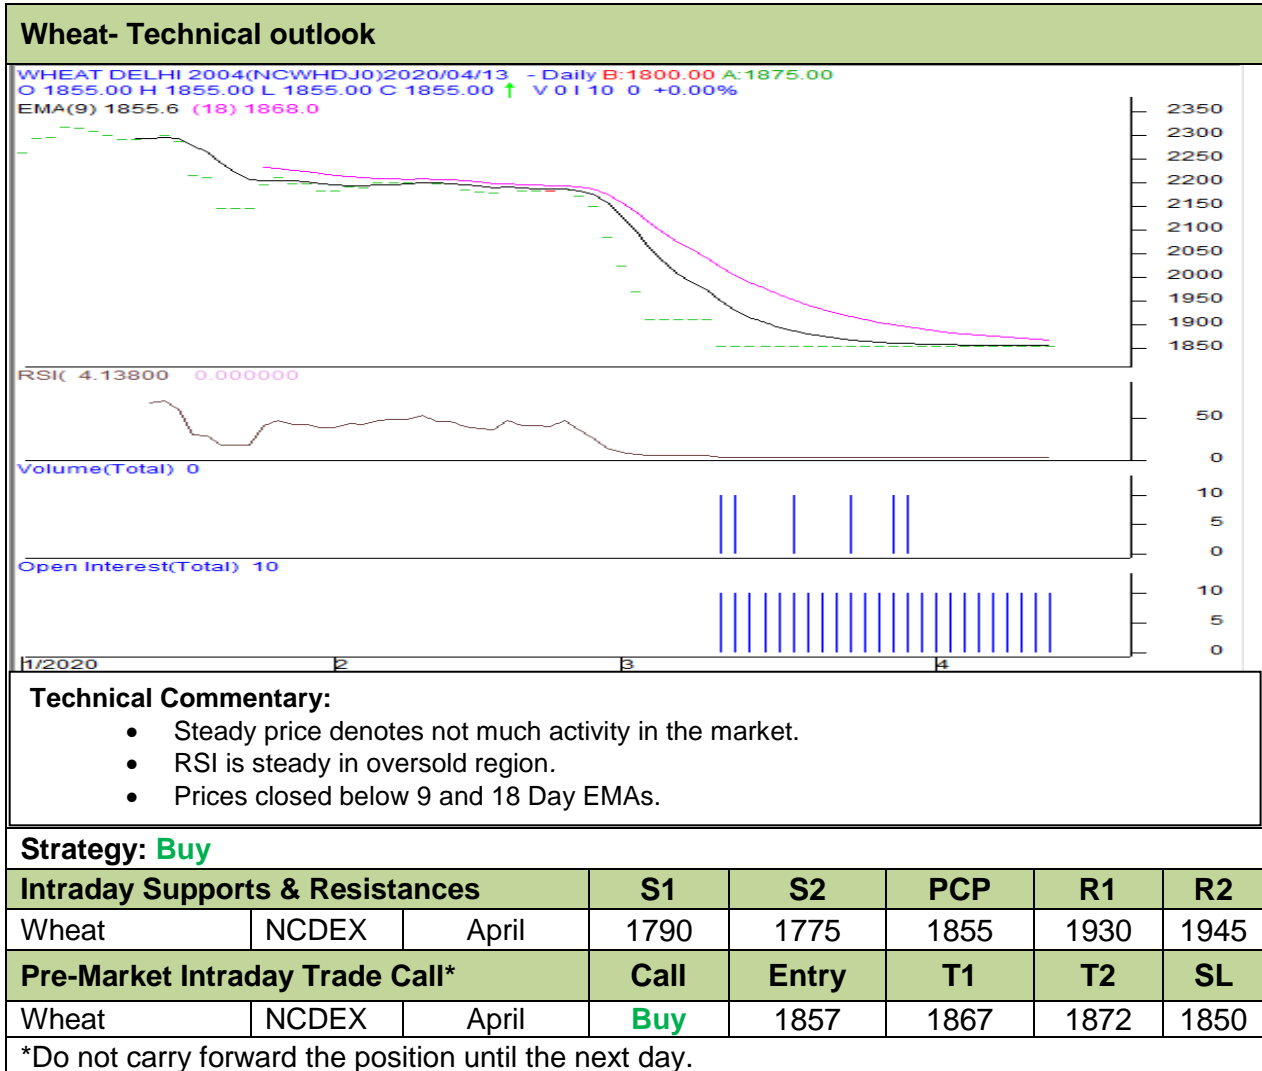 Wheat- Technical outlook
WHEAT DELHI 2004(NCWHDJ0)2020/04/13 - Daily B:1800.00 A:1875.00
O 1855.00 H 1855.00 L 1855.00 C 1855.00 ↑ V 0 I 10 0 +0.00%
EMA(9) 1855.6 (18) 1868.0
2350
2300
2250
2200
2150
2100
2050
2000
1950
1900
1850
RSI( 4.13800 0.000000
50
0
Volume(Total) 0
10
5
0
Open Interest(Total) 10
10
5
0
1/2020 2 3 4
Technical Commentary:
• Steady price denotes not much activity in the market.
• RSI is steady in oversold region.
• Prices closed below 9 and 18 Day EMAs.
Strategy: Buy
Intraday Supports & Resistances S1 S2 PCP R1 R2
Wheat NCDEX April 1790 1775 1855 1930 1945
Pre-Market Intraday Trade Call* Call Entry T1 T2 SL
Wheat NCDEX April Buy 1857 1867 1872 1850
*Do not carry forward the position until the next day.